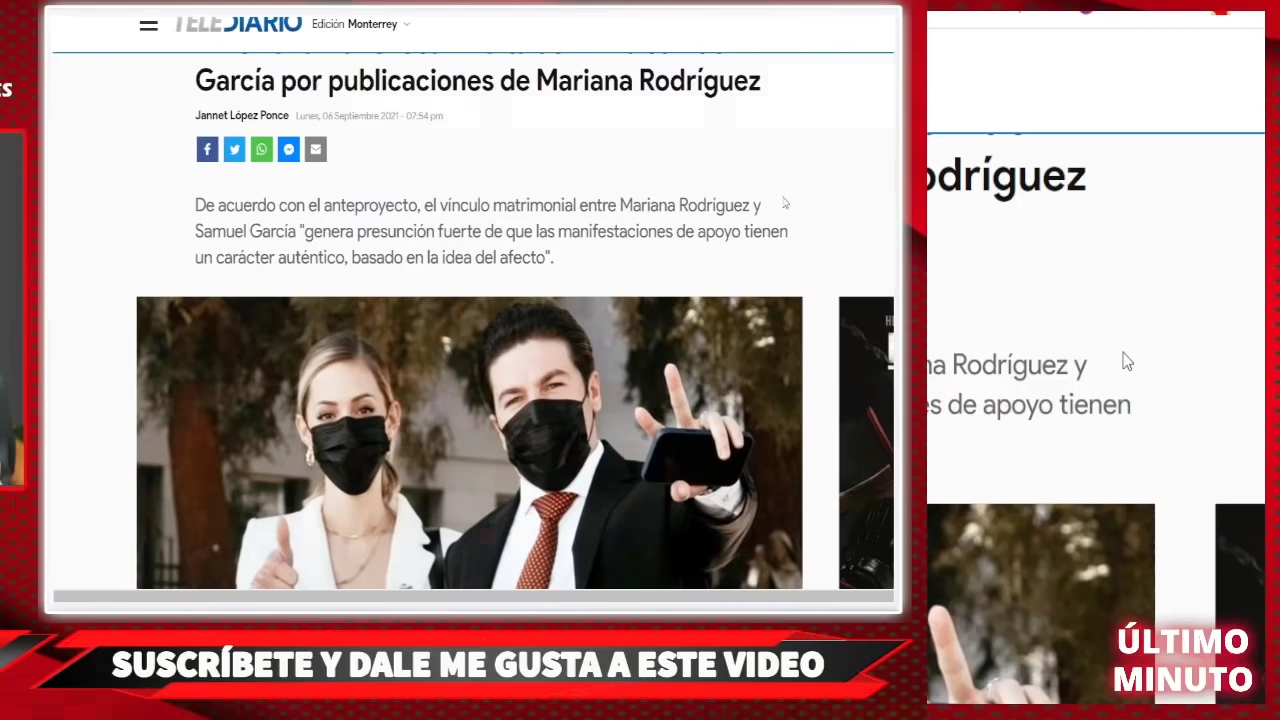 TELEDIARIO Edición Monterrey
García por publicaciones de Mariana Rodríguez
Jannet López Ponce Lunes, 06 Septiembre 2021 - 07:54 pm
De acuerdo con el anteproyecto, el vínculo matrimonial entre Mariana Rodríguez y
Samuel García "genera presunción fuerte de que las manifestaciones de apoyo tienen
un carácter auténtico, basado en la idea del afecto".
odríguez
na Rodríguez y
es de apoyo tienen
SUSCRÍBETE Y DALE ME GUSTA A ESTE VIDEO
ÚLTIMO
MINUTO